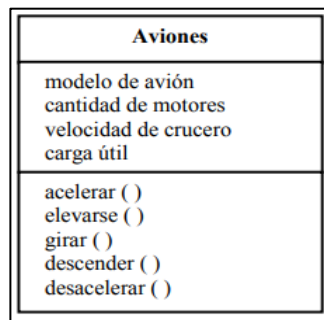 Aviones
modelo de avión
cantidad de motores
velocidad de crucero
carga útil
acelerar ( )
elevarse ( )
girar ( )
descender ( )
desacelerar ( )